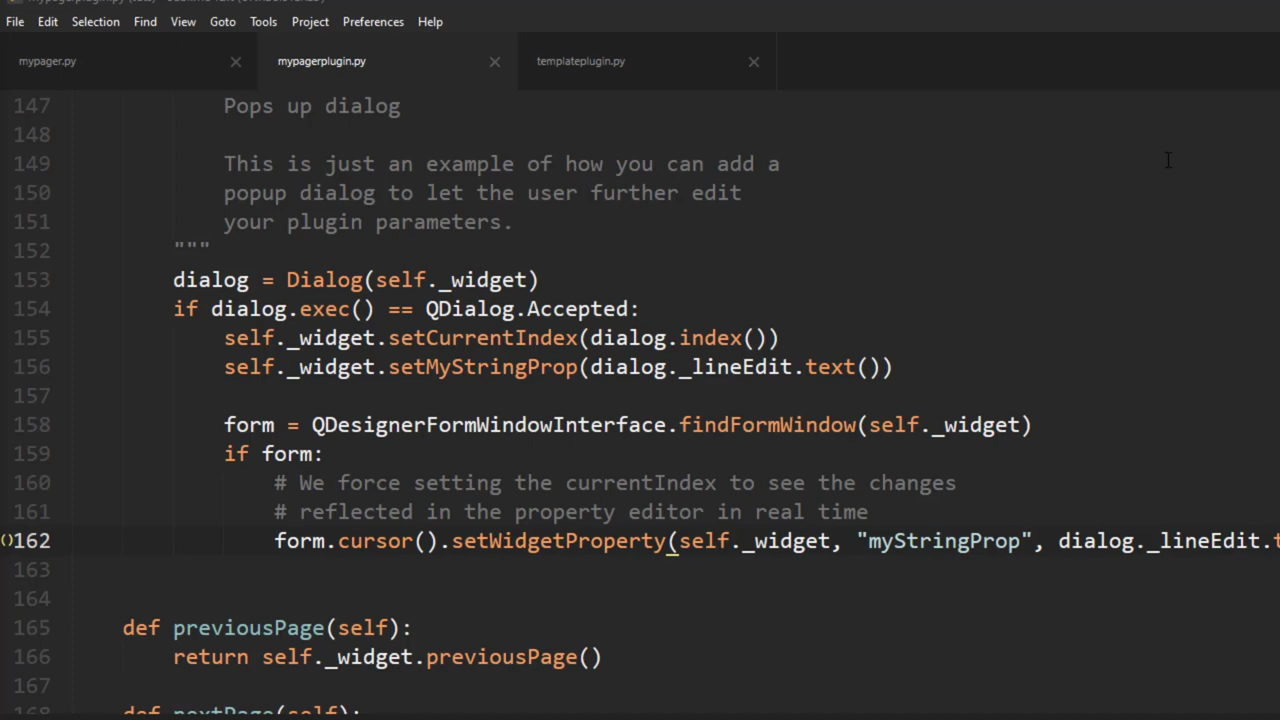 File Edit Selection Find View Goto Tools Project Preferences Help
mypager.py mypagerplugin.py templateplugin.py
147 Pops up dialog
148
149 This is just an example of how you can add a
150 popup dialog to let the user further edit
151 your plugin parameters.
152 """
153 dialog = Dialog(self._widget)
154 if dialog.exec() == QDialog.Accepted:
155 self._widget.setCurrentIndex(dialog.index())
156 self._widget.setMyStringProp(dialog._lineEdit.text())
157
158 form = QDesignerFormWindowInterface.findFormWindow(self._widget)
159 if form:
160 # We force setting the currentIndex to see the changes
161 # reflected in the property editor in real time
162 form.cursor().setWidgetProperty(self._widget, "myStringProp", dialog._lineEdit.t
163
164
165 def previousPage(self):
166 return self._widget.previousPage()
167
168 def nextPage(self):